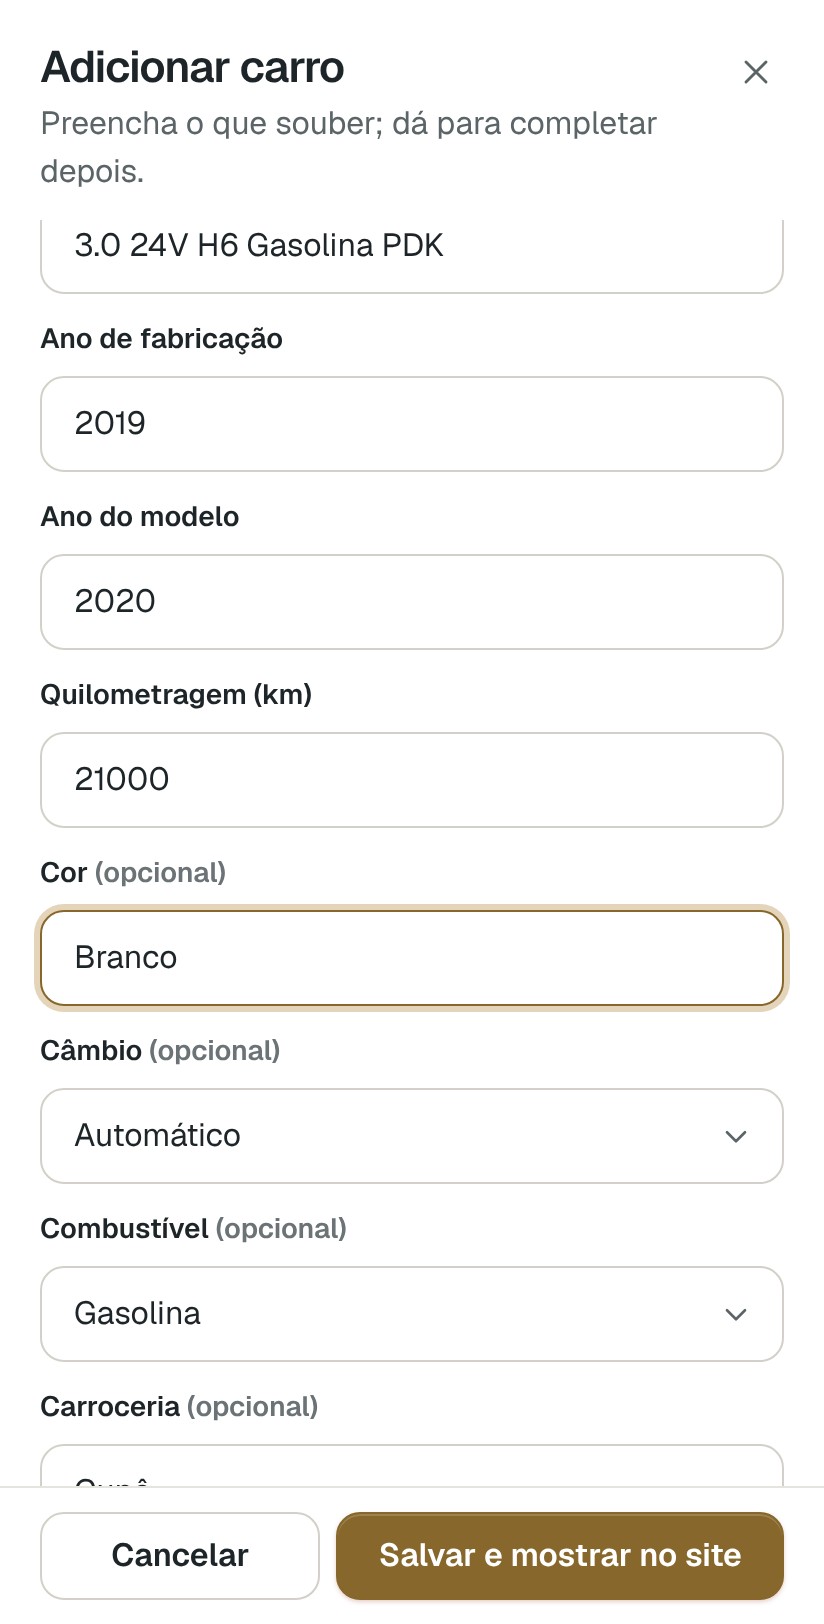 Adicionar carro
Preencha o que souber; dá para completar
depois.
3.0 24V H6 Gasolina PDK
Ano de fabricação
2019
Ano do modelo
2020
Quilometragem (km)
21000
Cor (opcional)
Branco
Câmbio (opcional)
Automático
Combustível (opcional)
Gasolina
Carroceria (opcional)
Cancelar
Salvar e mostrar no site